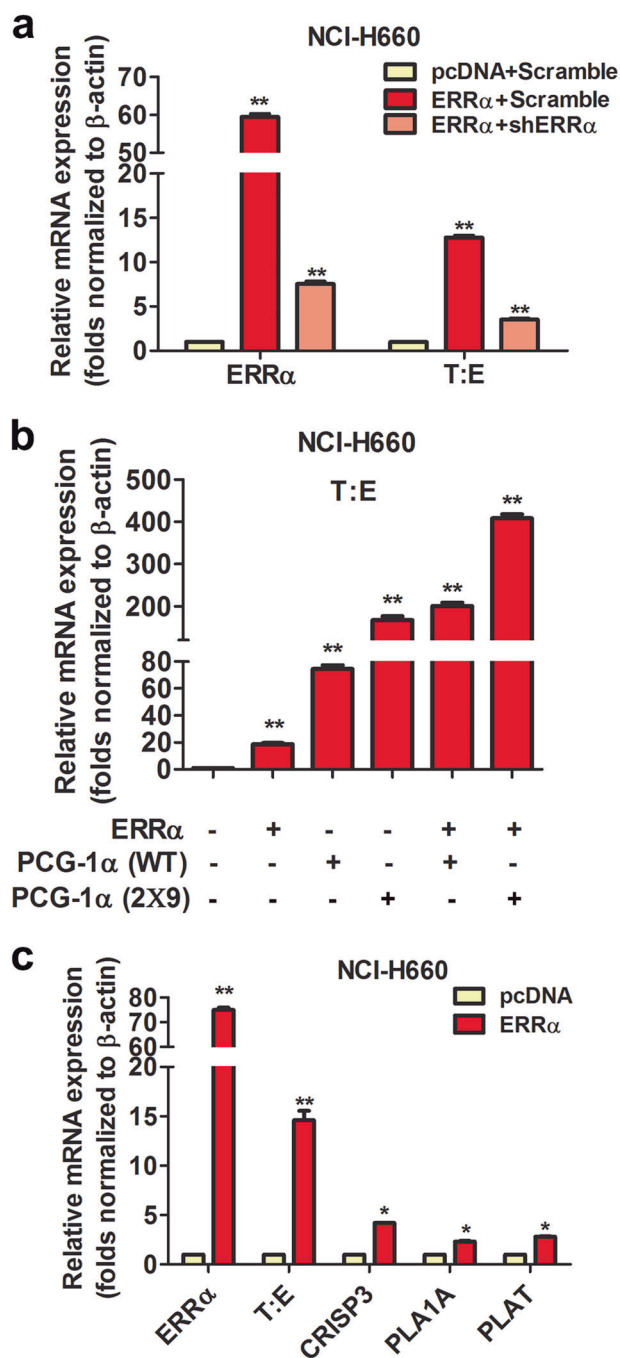 a
NCI-H660
Relative mRNA expression
(folds normalized to β-actin)
70
60
50
20
15
10
5
0
pcDNA+Scramble
ERRα+Scramble
ERRα+shERRα
** ** ** **
ERRα T:E
b
NCI-H660
T:E
Relative mRNA expression
(folds normalized to β-actin)
500
400
300
200
80
60
40
20
0
** ** ** ** **
ERRα - + - - + +
PCG-1α (WT) - - + - + -
PCG-1α (2X9) - - - + - +
c
NCI-H660
Relative mRNA expression
(folds normalized to β-actin)
80
70
60
20
15
10
5
0
pcDNA
ERRα
** ** * * *
ERRα T:E CRISP3 PLA1A PLAT